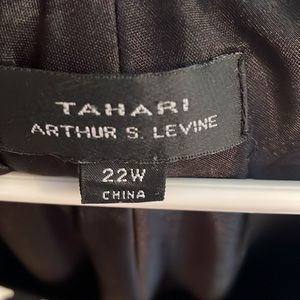 TAHARI
ARTHUR S. LEVINE
22W
CHINA